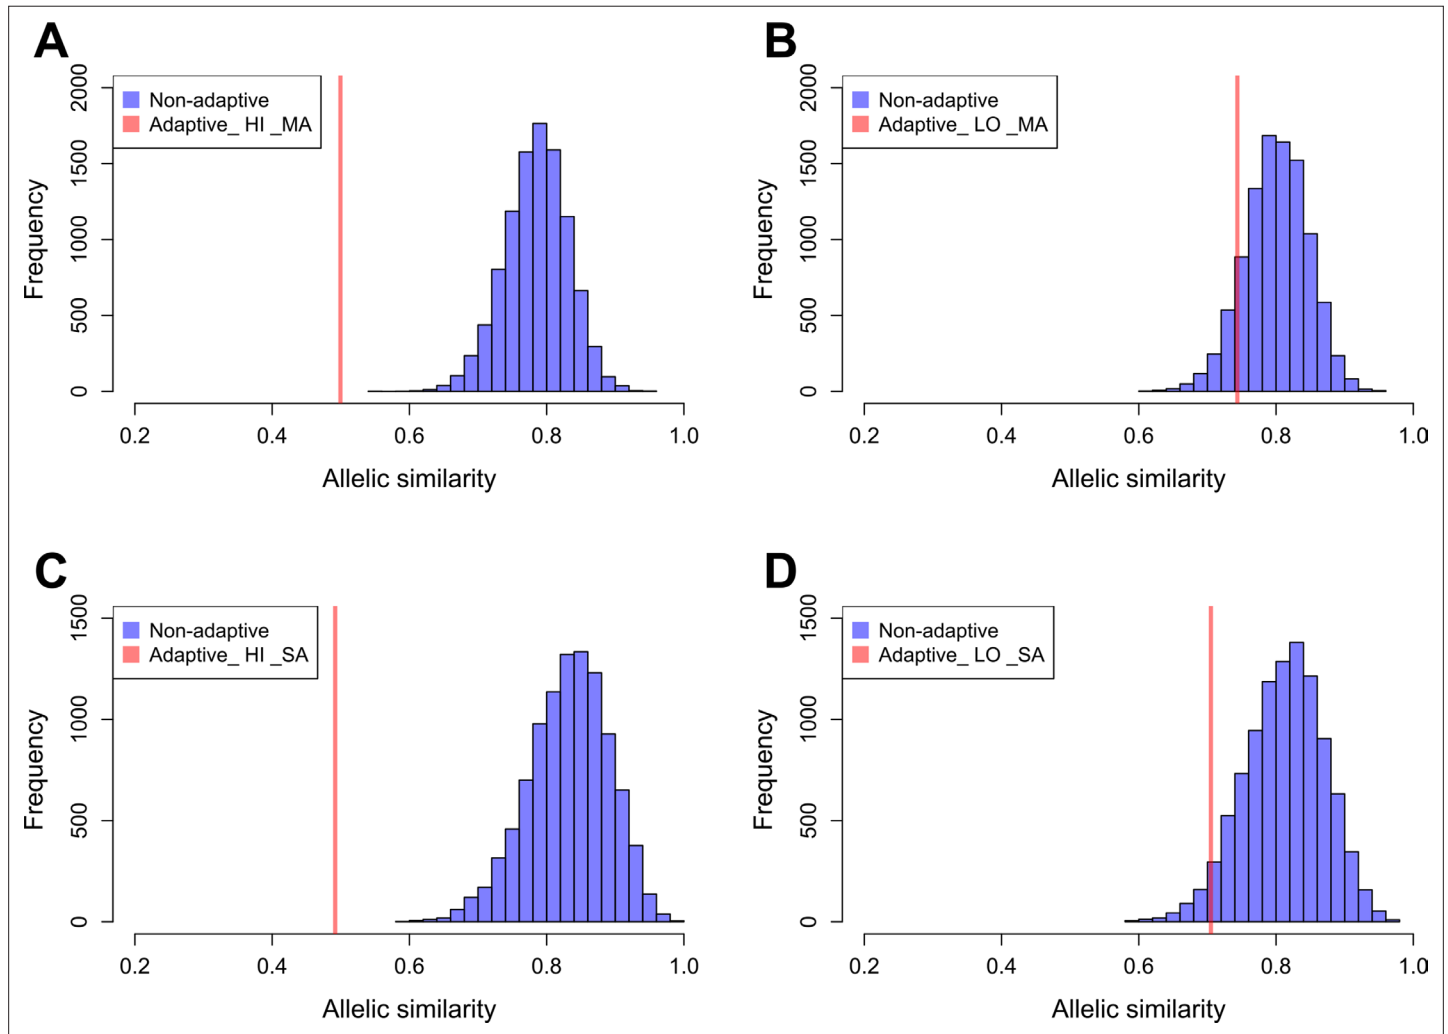 A
Non-adaptive
Adaptive_ HI _MA
Frequency
0
500
1000
1500
2000
0.2 0.4 0.6 0.8 1.0
Allelic similarity
B
Non-adaptive
Adaptive_ LO _MA
Frequency
0
500
1000
1500
2000
0.2 0.4 0.6 0.8 1.0
Allelic similarity
C
Non-adaptive
Adaptive_ HI _SA
Frequency
0
500
1000
1500
0.2 0.4 0.6 0.8 1.0
Allelic similarity
D
Non-adaptive
Adaptive_ LO _SA
Frequency
0
500
1000
1500
0.2 0.4 0.6 0.8 1.0
Allelic similarity